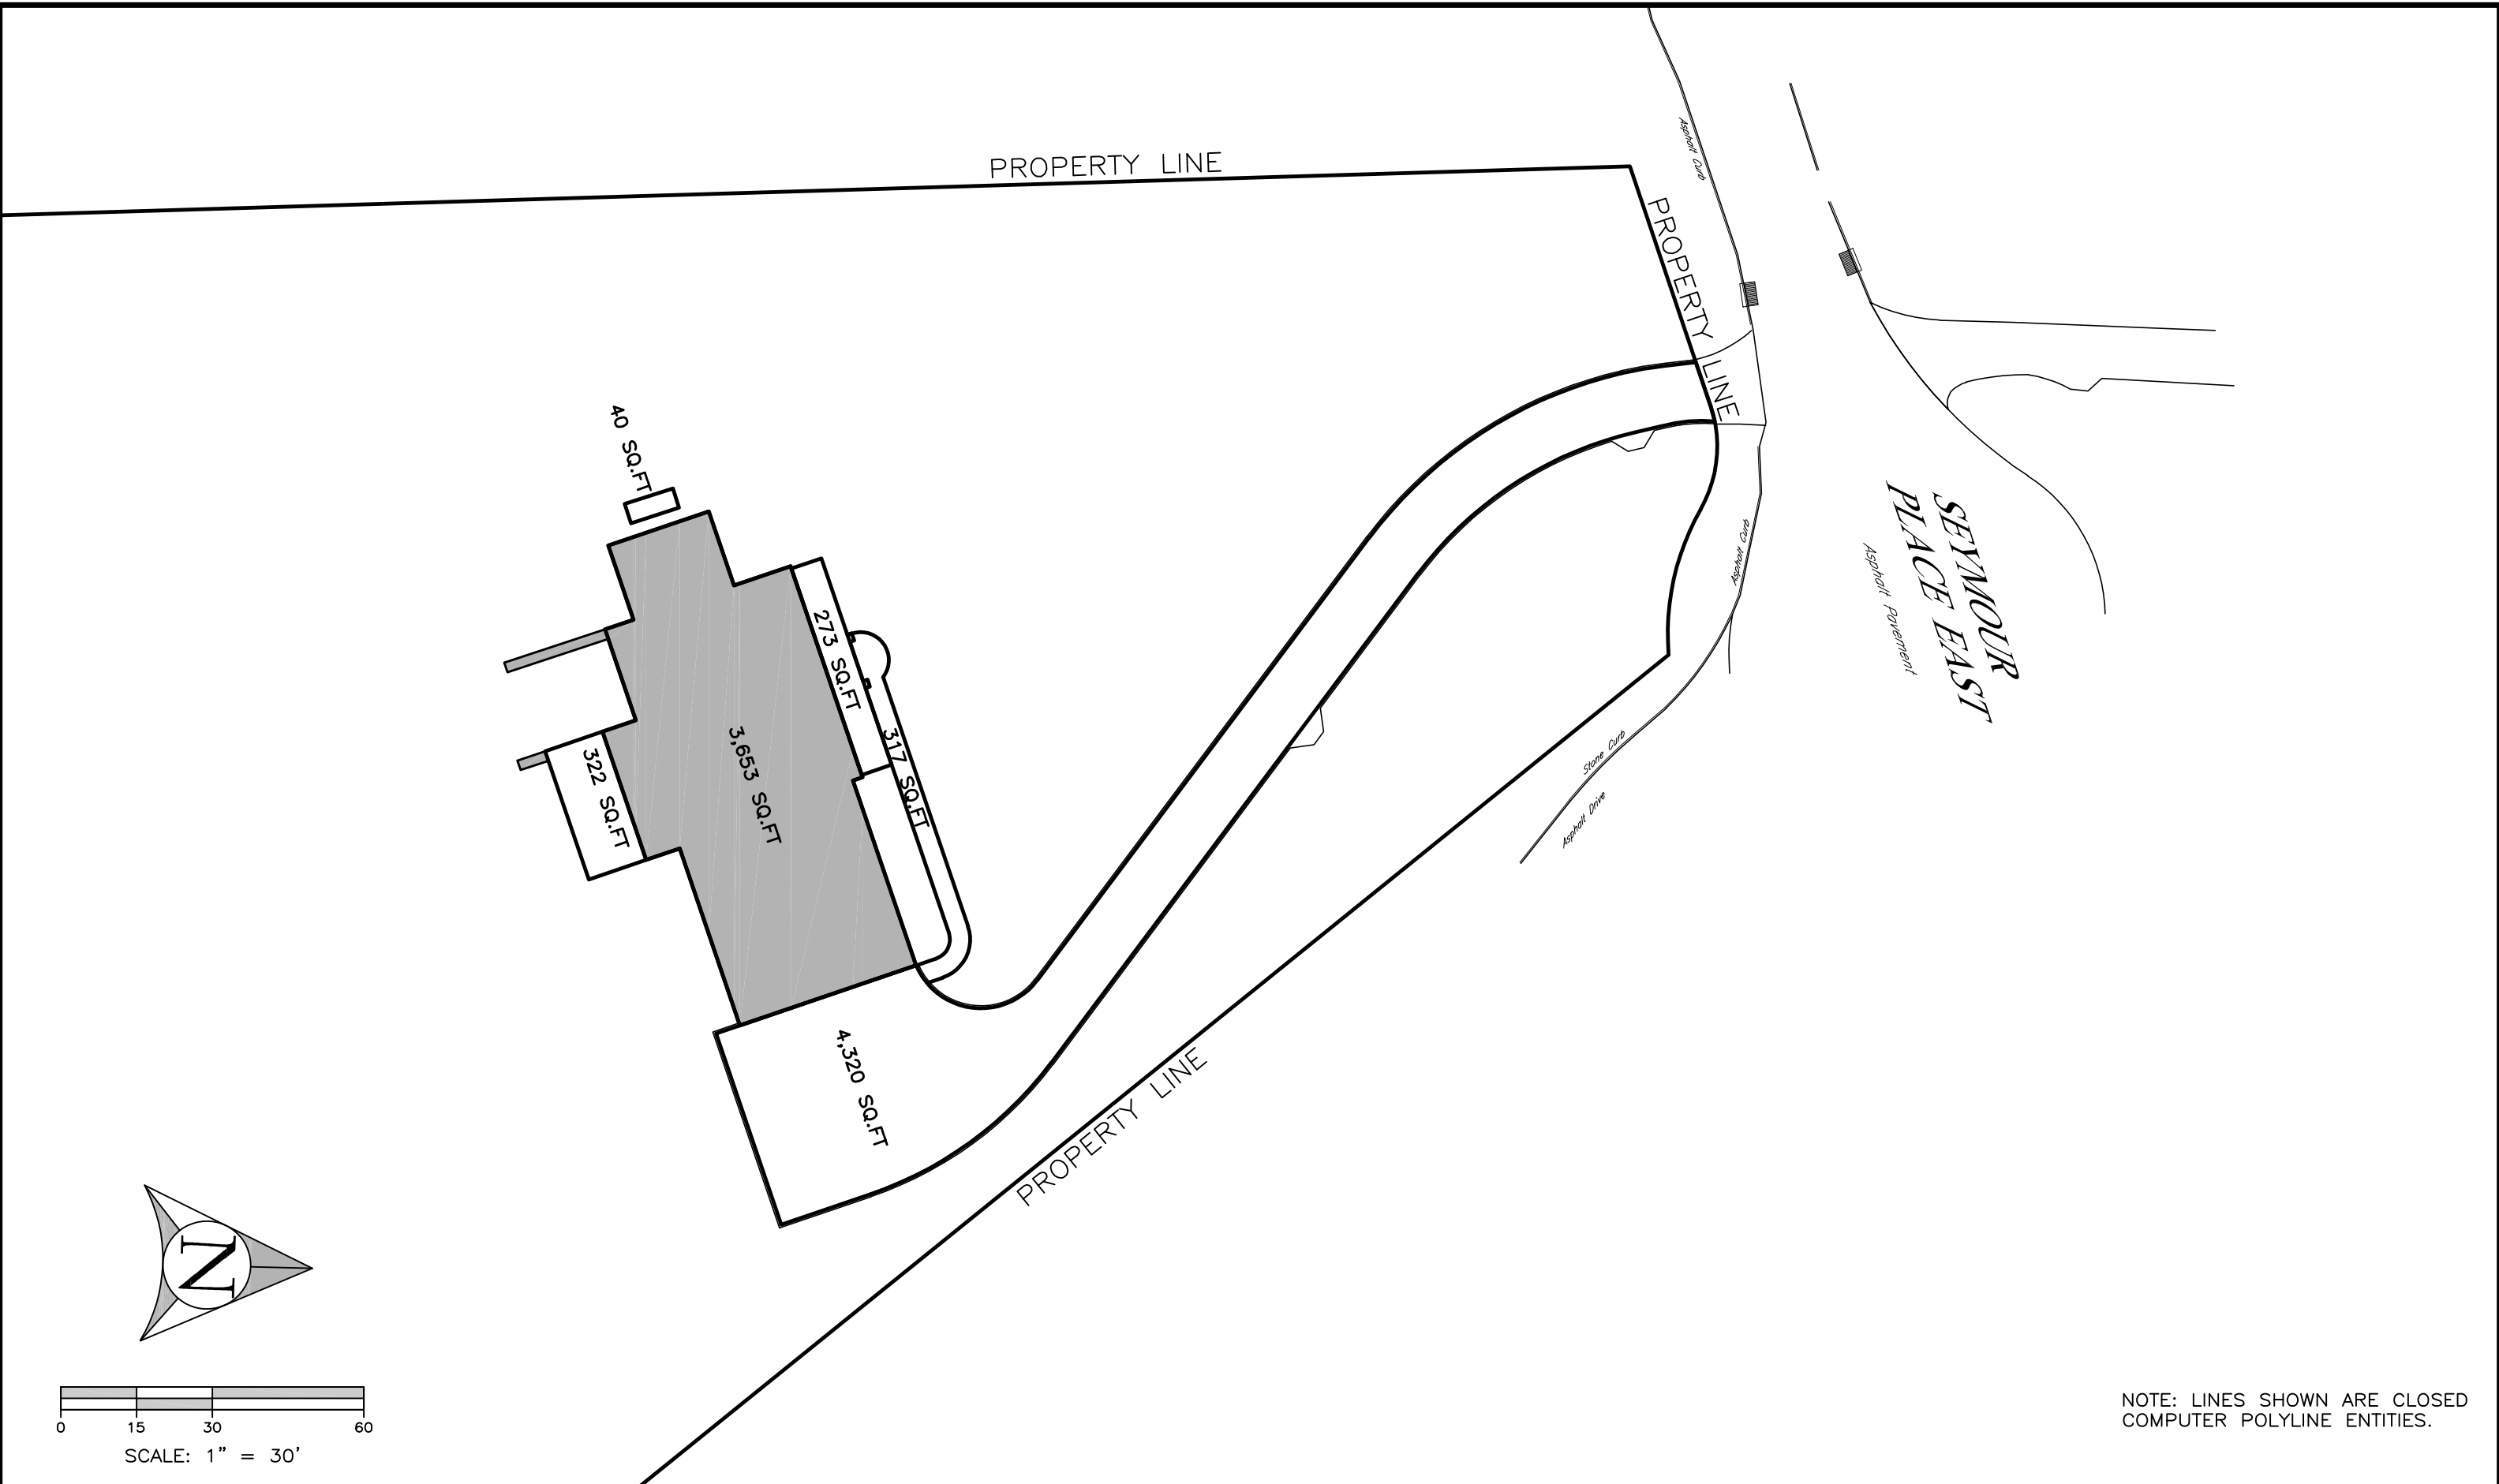 PROPERTY LINE
Asphalt Curb
PROPERTY LINE
40 SQ.FT
SEYMOUR
PLACE EAST
Asphalt Pavement
Asphalt Curb
273 SQ.FT
3,653 SQ.FT
317 SQ.FT
322 SQ.FT
Stone Curb
Asphalt Drive
4,320 SQ.FT
PROPERTY LINE
N
0 15 30 60
SCALE: 1" = 30'
NOTE: LINES SHOWN ARE CLOSED
COMPUTER POLYLINE ENTITIES.